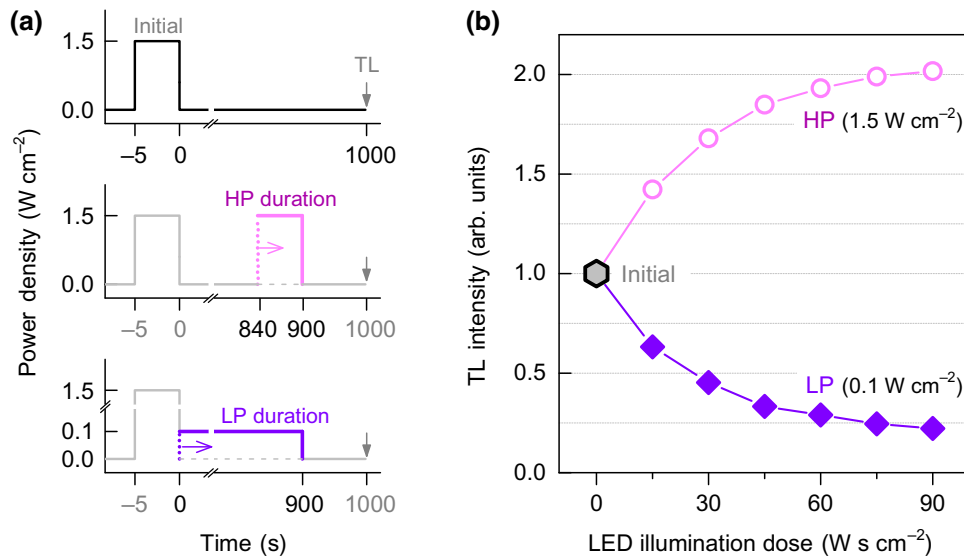 (a)
Power density (W cm⁻²)
Initial
1.5
0.0
TL
−5 0 1000
HP duration
1.5
0.0
−5 0 840 900 1000
LP duration
1.5
0.1
0.0
−5 0 900 1000
Time (s)
(b)
TL intensity (arb. units)
2.0
1.5
1.0
0.5
0.0
HP (1.5 W cm⁻²)
Initial
LP (0.1 W cm⁻²)
0 30 60 90
LED illumination dose (W s cm⁻²)